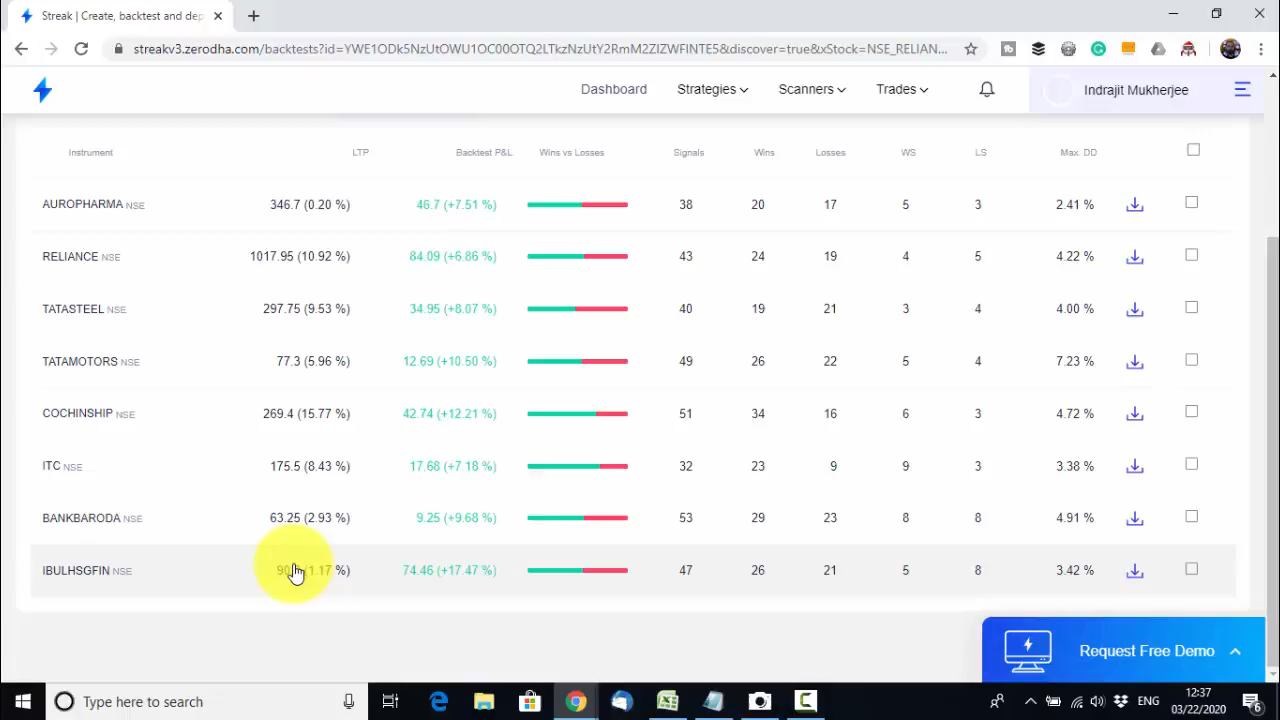 Streak | Create, backtest and dep
streakv3.zerodha.com/backtests?id=YWE1ODk5NzUtOWU1OC00OTQ2LTkzNzUtY2RmM2ZlZWFINTE5&discover=true&xStock=NSE_RELIAN...
Dashboard Strategies Scanners Trades Indrajit Mukherjee
Instrument LTP Backtest P&L Wins vs Losses Signals Wins Losses WS LS Max. DD
AUROPHARMA NSE 346.7 (0.20 %) 46.7 (+7.51 %) 38 20 17 5 3 2.41 %
RELIANCE NSE 1017.95 (10.92 %) 84.09 (+6.86 %) 43 24 19 4 5 4.22 %
TATASTEEL NSE 297.75 (9.53 %) 34.95 (+8.07 %) 40 19 21 3 4 4.00 %
TATAMOTORS NSE 77.3 (5.96 %) 12.69 (+10.50 %) 49 26 22 5 4 7.23 %
COCHINSHIP NSE 269.4 (15.77 %) 42.74 (+12.21 %) 51 34 16 6 3 4.72 %
ITC NSE 175.5 (8.43 %) 17.68 (+7.18 %) 32 23 9 9 3 3.38 %
BANKBARODA NSE 63.25 (2.93 %) 9.25 (+9.68 %) 53 29 23 8 8 4.91 %
IBULHSGFIN NSE (1.17 %) 74.46 (+17.47 %) 47 26 21 5 8 3.42 %
Request Free Demo
Type here to search
ENG
12:37
03/22/2020
6